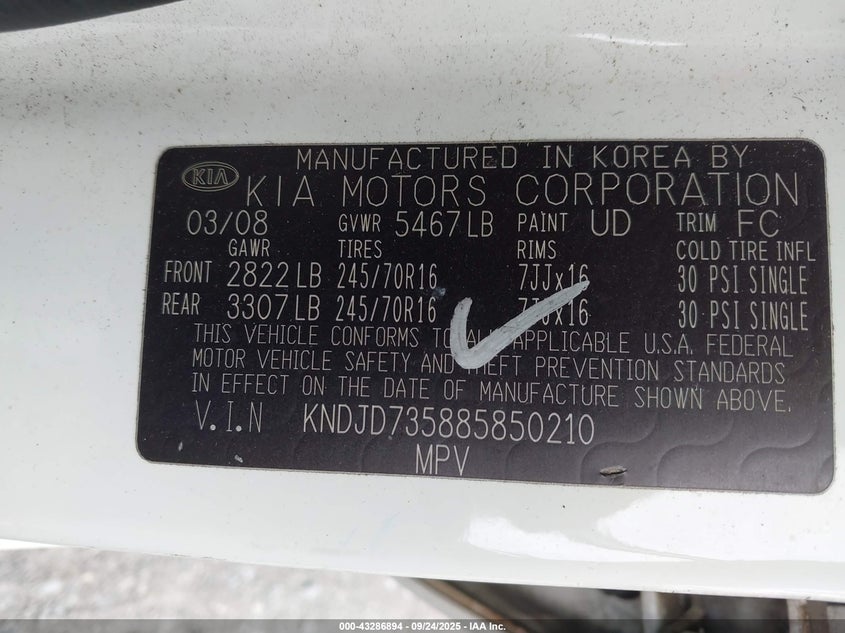 MANUFACTURED IN KOREA BY
KIA KIA MOTORS CORPORATION
03/08 GVWR 5467LB PAINT UD TRIM FC
GAWR TIRES RIMS COLD TIRE INFL
FRONT 2822LB 245/70R16 7JJx16 30 PSI SINGLE
REAR 3307LB 245/70R16 7JJx16 30 PSI SINGLE
THIS VEHICLE CONFORMS TO ALL APPLICABLE U.S.A. FEDERAL
MOTOR VEHICLE SAFETY AND THEFT PREVENTION STANDARDS
IN EFFECT ON THE DATE OF MANUFACTURE SHOWN ABOVE.
V.I.N KNDJD735885850210
MPV
000-43286894 - 09/24/2025 - IAA Inc.